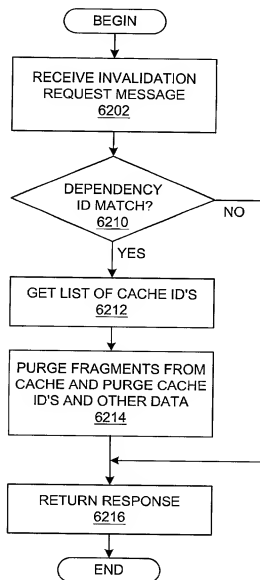 BEGIN
RECEIVE INVALIDATION
REQUEST MESSAGE
6202
DEPENDENCY
ID MATCH?
6210
NO
YES
GET LIST OF CACHE ID'S
6212
PURGE FRAGMENTS FROM
CACHE AND PURGE CACHE
ID'S AND OTHER DATA
6214
RETURN RESPONSE
6216
END